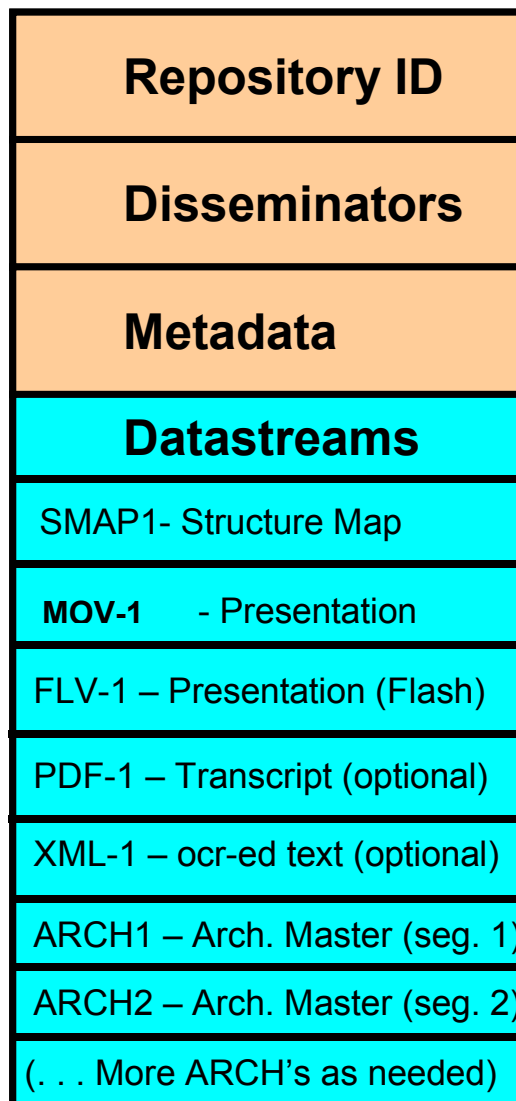 Repository ID
Disseminators
Metadata
Datastreams
SMAP1- Structure Map
MOV-1 - Presentation
FLV-1 – Presentation (Flash)
PDF-1 – Transcript (optional)
XML-1 – ocr-ed text (optional)
ARCH1 – Arch. Master (seg. 1)
ARCH2 – Arch. Master (seg. 2)
(. . . More ARCH's as needed)